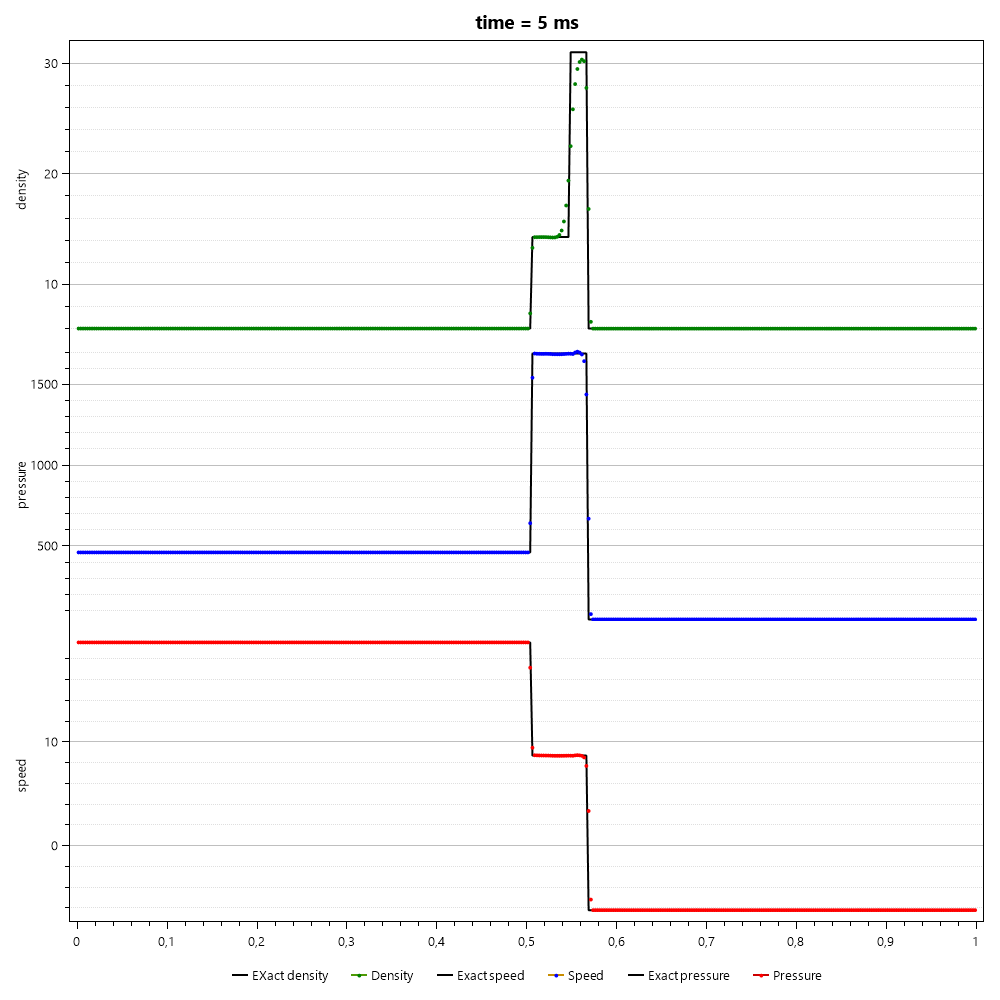 time = 5 ms
density
30
20
10
pressure
1500
1000
500
speed
10
0
0 0,1 0,2 0,3 0,4 0,5 0,6 0,7 0,8 0,9 1
EXact density Density Exact speed Speed Exact pressure Pressure